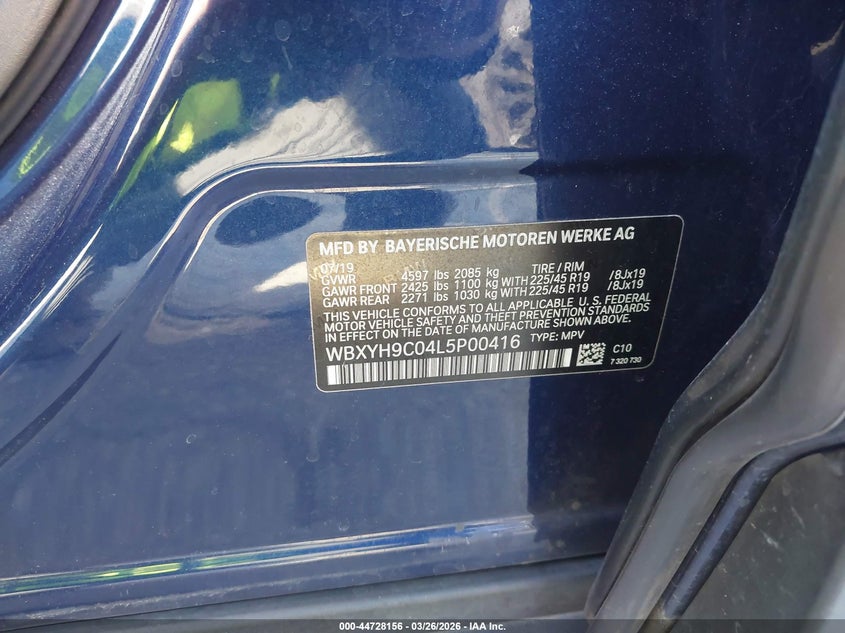 MFD BY BAYERISCHE MOTOREN WERKE AG
07/19
GVWR 4597 lbs 2085 kg TIRE / RIM
GAWR FRONT 2425 lbs 1100 kg WITH 225/45 R19 /8Jx19
GAWR REAR 2271 lbs 1030 kg WITH 225/45 R19 /8Jx19
THIS VEHICLE CONFORMS TO ALL APPLICABLE U. S. FEDERAL
MOTOR VEHICLE SAFETY AND THEFT PREVENTION STANDARDS
IN EFFECT ON THE DATE OF MANUFACTURE SHOWN ABOVE.
WBXYH9C04L5P00416 TYPE: MPV
C10
7 320 730
000-44728156 | 03/26/2026 | IAA Inc.